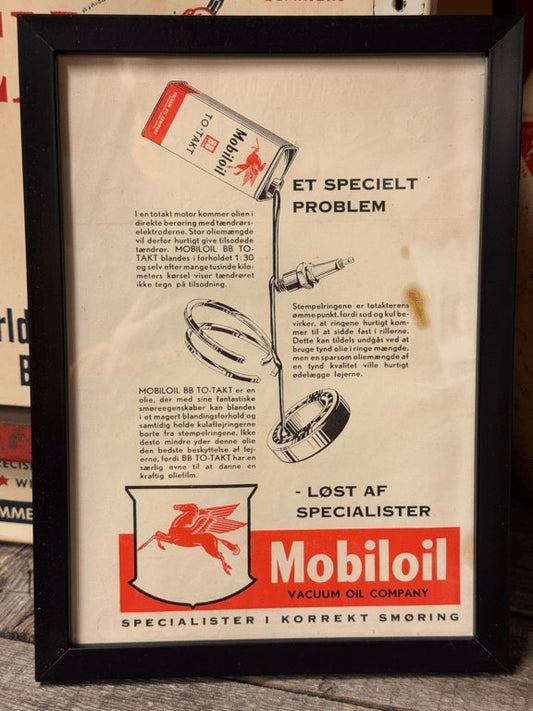 TO-TAKT
BB
Mobiloil
ET SPECIELT
PROBLEM
I en totakt motor kommer olien i
direkte berøring med tændrørs-
elektroderne. Stor oliemængde
vil derfor hurtigt give tilsodede
tændrør. MOBILOIL BB TO-
TAKT blandes i forholdet 1:30
og selv efter mange tusinde kilo-
meters kørsel viser tændrøret
ikke tegn på tilsodning.
Stempelringene er totakterens
ømme punkt, fordi sod og kul be-
virker, at ringene hurtigt kom-
mer til at sidde fast i rillerne.
Dette kan tildels undgås ved at
bruge tynd olie i ringe mængde,
men en sparsom oliemængde af
en tynd kvalitet ville hurtigt
ødelægge lejerne.
MOBILOIL BB TO-TAKT er en
olie, der med sine fantastiske
smøreegenskaber kan blandes
i et magert blandingsforhold og
samtidig holde kulaflejringerne
borte fra stempelringene. Ikke
desto mindre yder denne olie
den bedste beskyttelse af lej-
erne, fordi BB TO-TAKT har en
særlig evne til at danne en
kraftig oliefilm.
- LØST AF
SPECIALISTER
Mobiloil
VACUUM OIL COMPANY
SPECIALISTER I KORREKT SMØRING